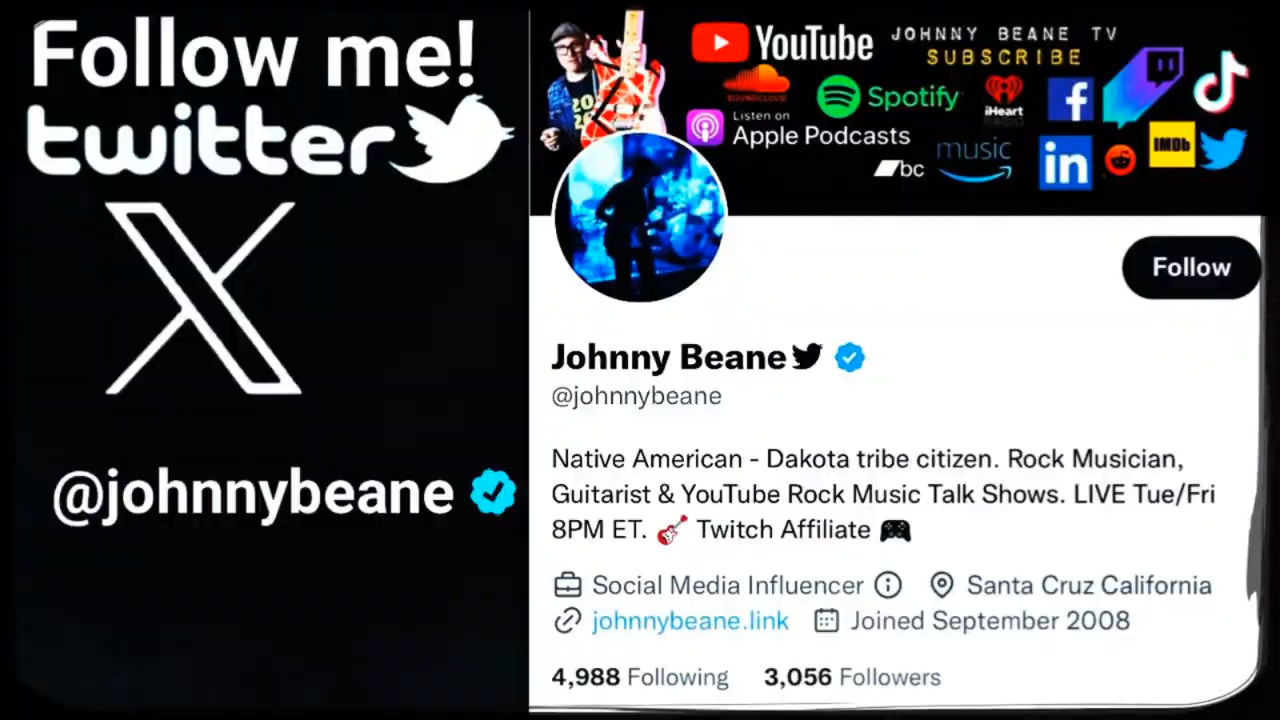 Follow me!
twitter
@johnnybeane
YouTube
JOHNNY BEANE TV
SUBSCRIBE
SOUNDCLOUD
Spotify
iHeart
Listen on
Apple Podcasts
bc
music
in
IMDb
Follow
Johnny Beane
@johnnybeane
Native American - Dakota tribe citizen. Rock Musician,
Guitarist & YouTube Rock Music Talk Shows. LIVE Tue/Fri
8PM ET. 🎸 Twitch Affiliate 🎮
Social Media Influencer
Santa Cruz California
johnnybeane.link
Joined September 2008
4,988 Following
3,056 Followers